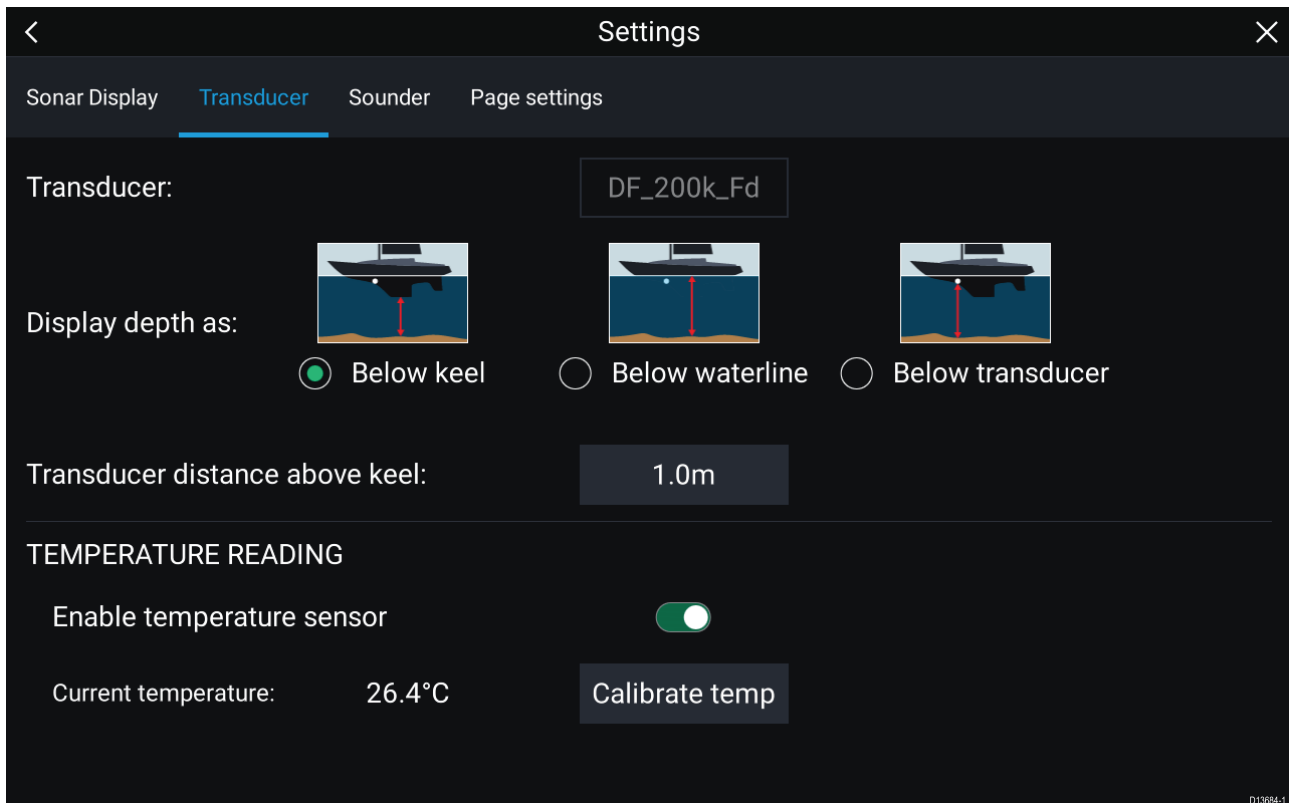 Settings
Sonar Display Transducer Sounder Page settings
Transducer: DF_200k_Fd
Display depth as:
Below keel Below waterline Below transducer
Transducer distance above keel: 1.0m
TEMPERATURE READING
Enable temperature sensor
Current temperature: 26.4°C Calibrate temp
D13684-1